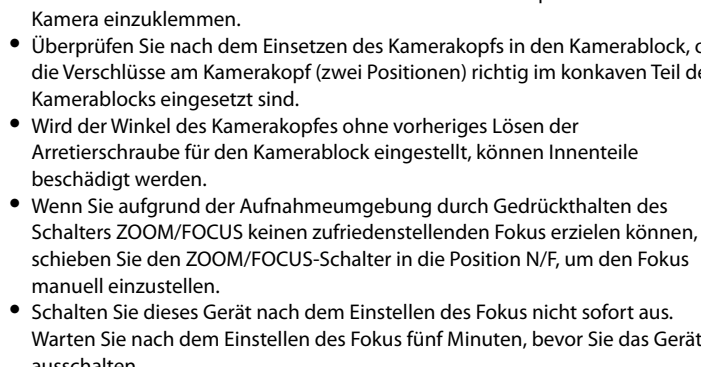 Kamera einzuklemmen.
• Überprüfen Sie nach dem Einsetzen des Kamerakopfs in den Kamerablock,
die Verschlüsse am Kamerakopf (zwei Positionen) richtig im konkaven Teil
Kamerablocks eingesetzt sind.
• Wird der Winkel des Kamerakopfes ohne vorheriges Lösen der
Arretierschraube für den Kamerablock eingestellt, können Innenteile
beschädigt werden.
• Wenn Sie aufgrund der Aufnahmeumgebung durch Gedrückthalten des
Schalters ZOOM/FOCUS keinen zufriedenstellenden Fokus erzielen können,
schieben Sie den ZOOM/FOCUS-Schalter in die Position N/F, um den Fokus
manuell einzustellen.
• Schalten Sie dieses Gerät nach dem Einstellen des Fokus nicht sofort aus.
Warten Sie nach dem Einstellen des Fokus fünf Minuten, bevor Sie das Gerät
ausschalten